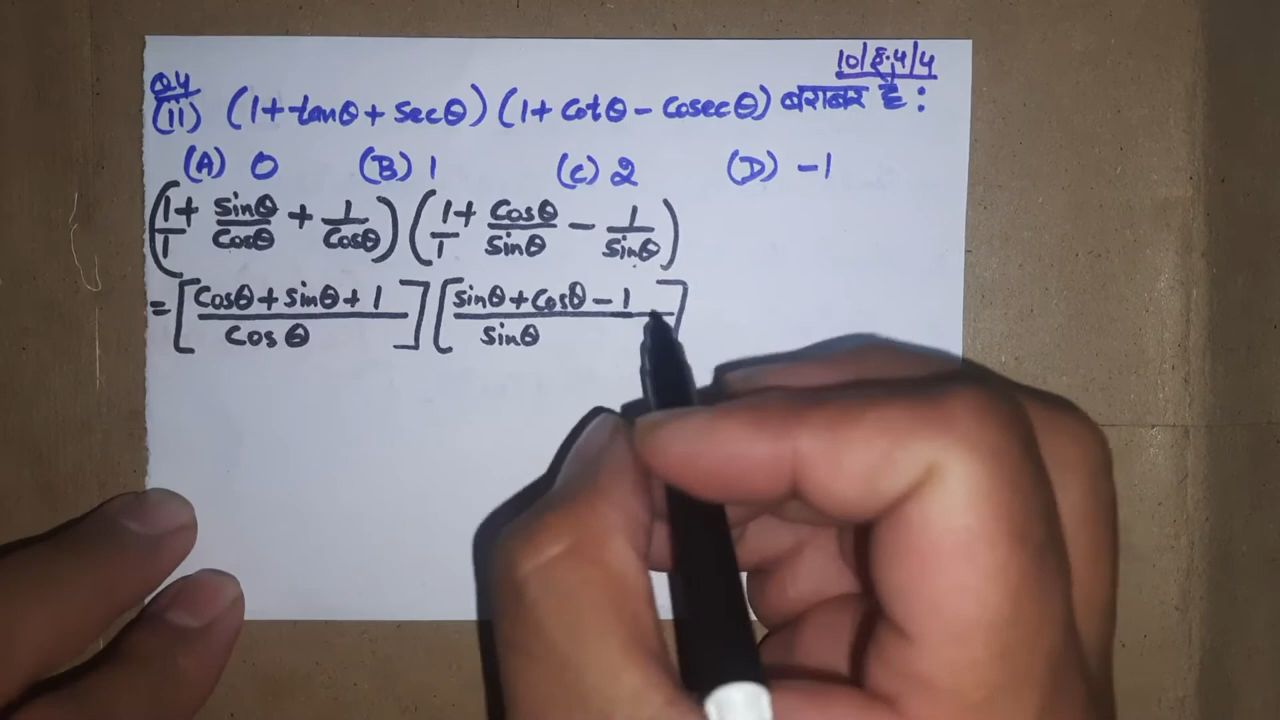 10/8.4/4
Q4
(ii) (1+tanθ+secθ)(1+cotθ-cosecθ) बराबर है:
(A) 0 (B) 1 (C) 2 (D) -1
(1/1 + sinθ/cosθ + 1/cosθ)(1/1 + cosθ/sinθ - 1/sinθ)
= [cosθ+sinθ+1/cosθ][sinθ+cosθ-1/sinθ]